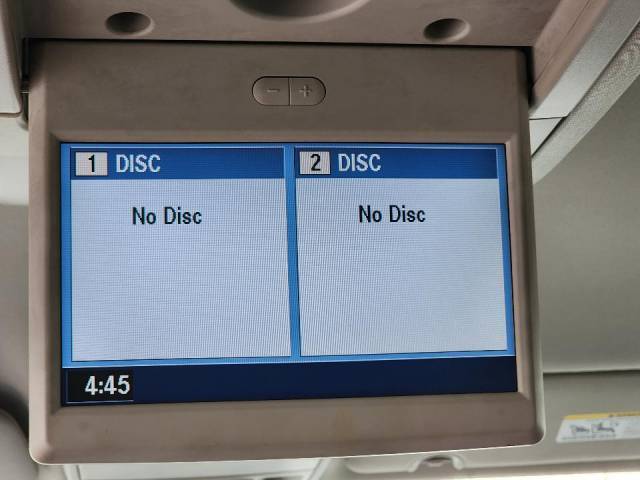 1 DISC
No Disc
2 DISC
No Disc
4:45